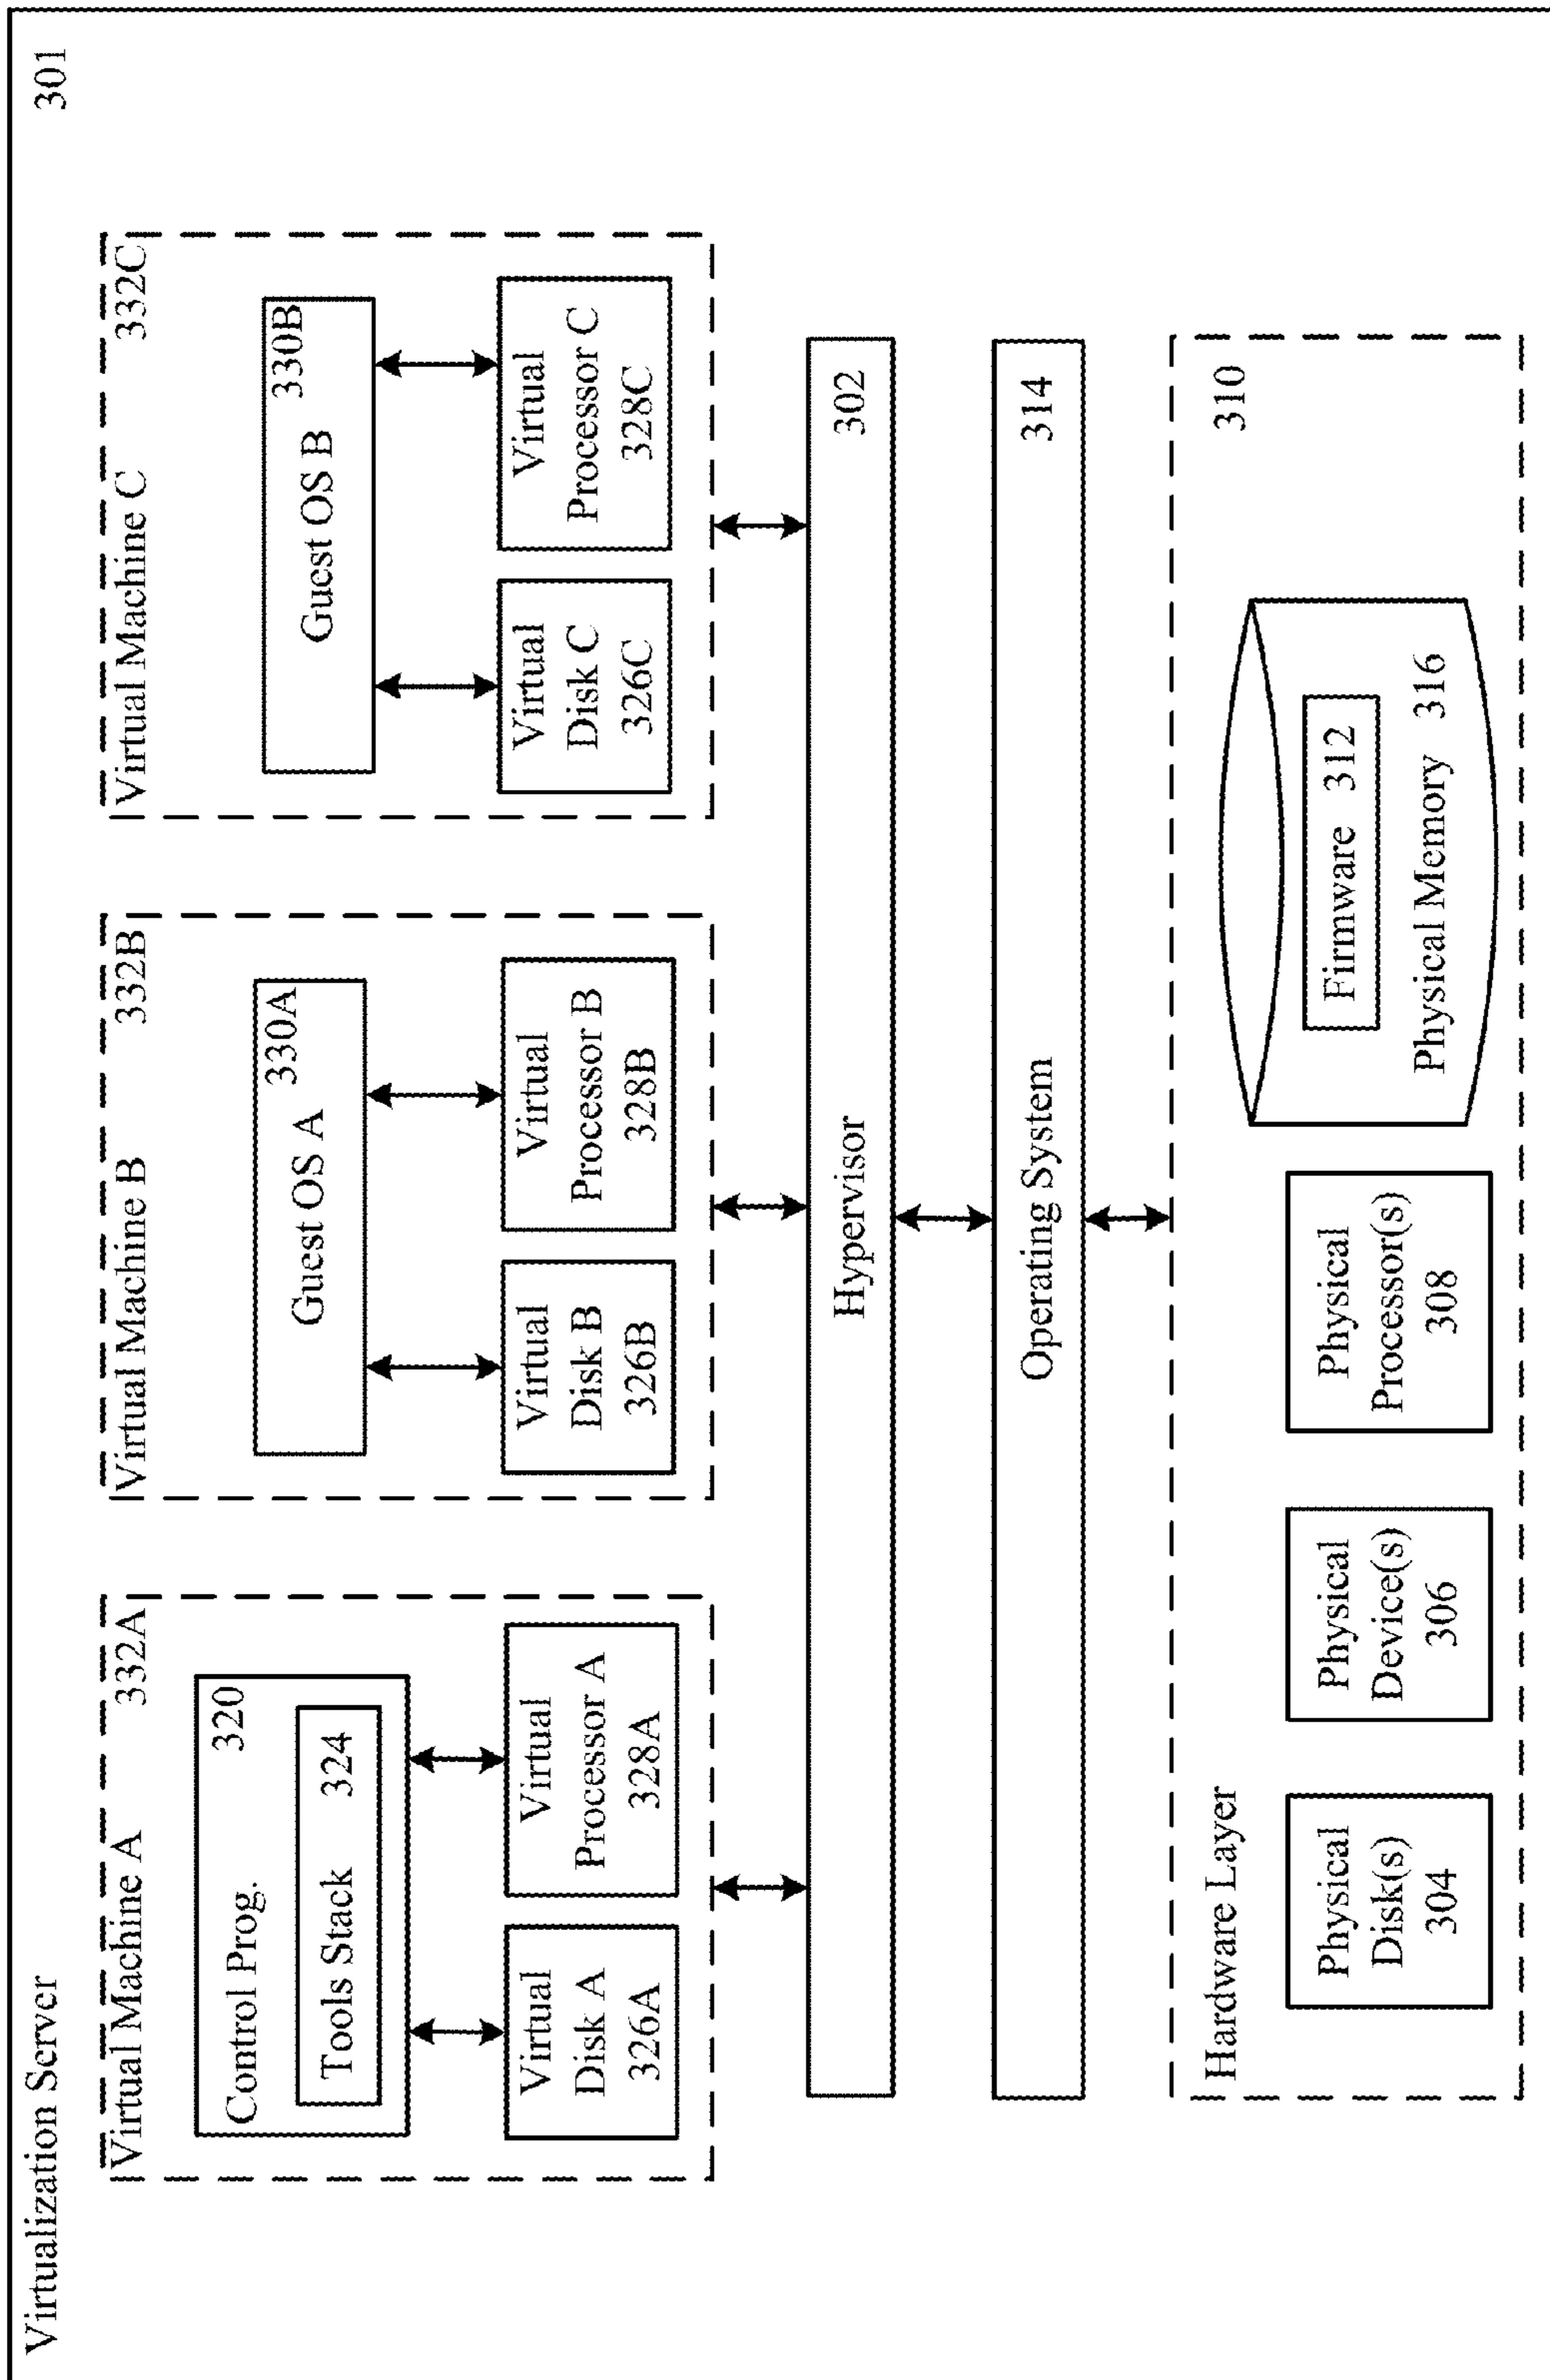 Virtualization Server
301
Virtual Machine A
332A
Control Prog.
320
Tools Stack
324
Virtual
Disk A
326A
Virtual
Processor A
328A
Virtual Machine B
332B
Guest OS A
330A
Virtual
Disk B
326B
Virtual
Processor B
328B
Virtual Machine C
332C
Guest OS B
330B
Virtual
Disk C
326C
Virtual
Processor C
328C
Hypervisor
302
Operating System
314
Hardware Layer
310
Physical
Disk(s)
304
Physical
Device(s)
306
Physical
Processor(s)
308
Firmware 312
Physical Memory 316